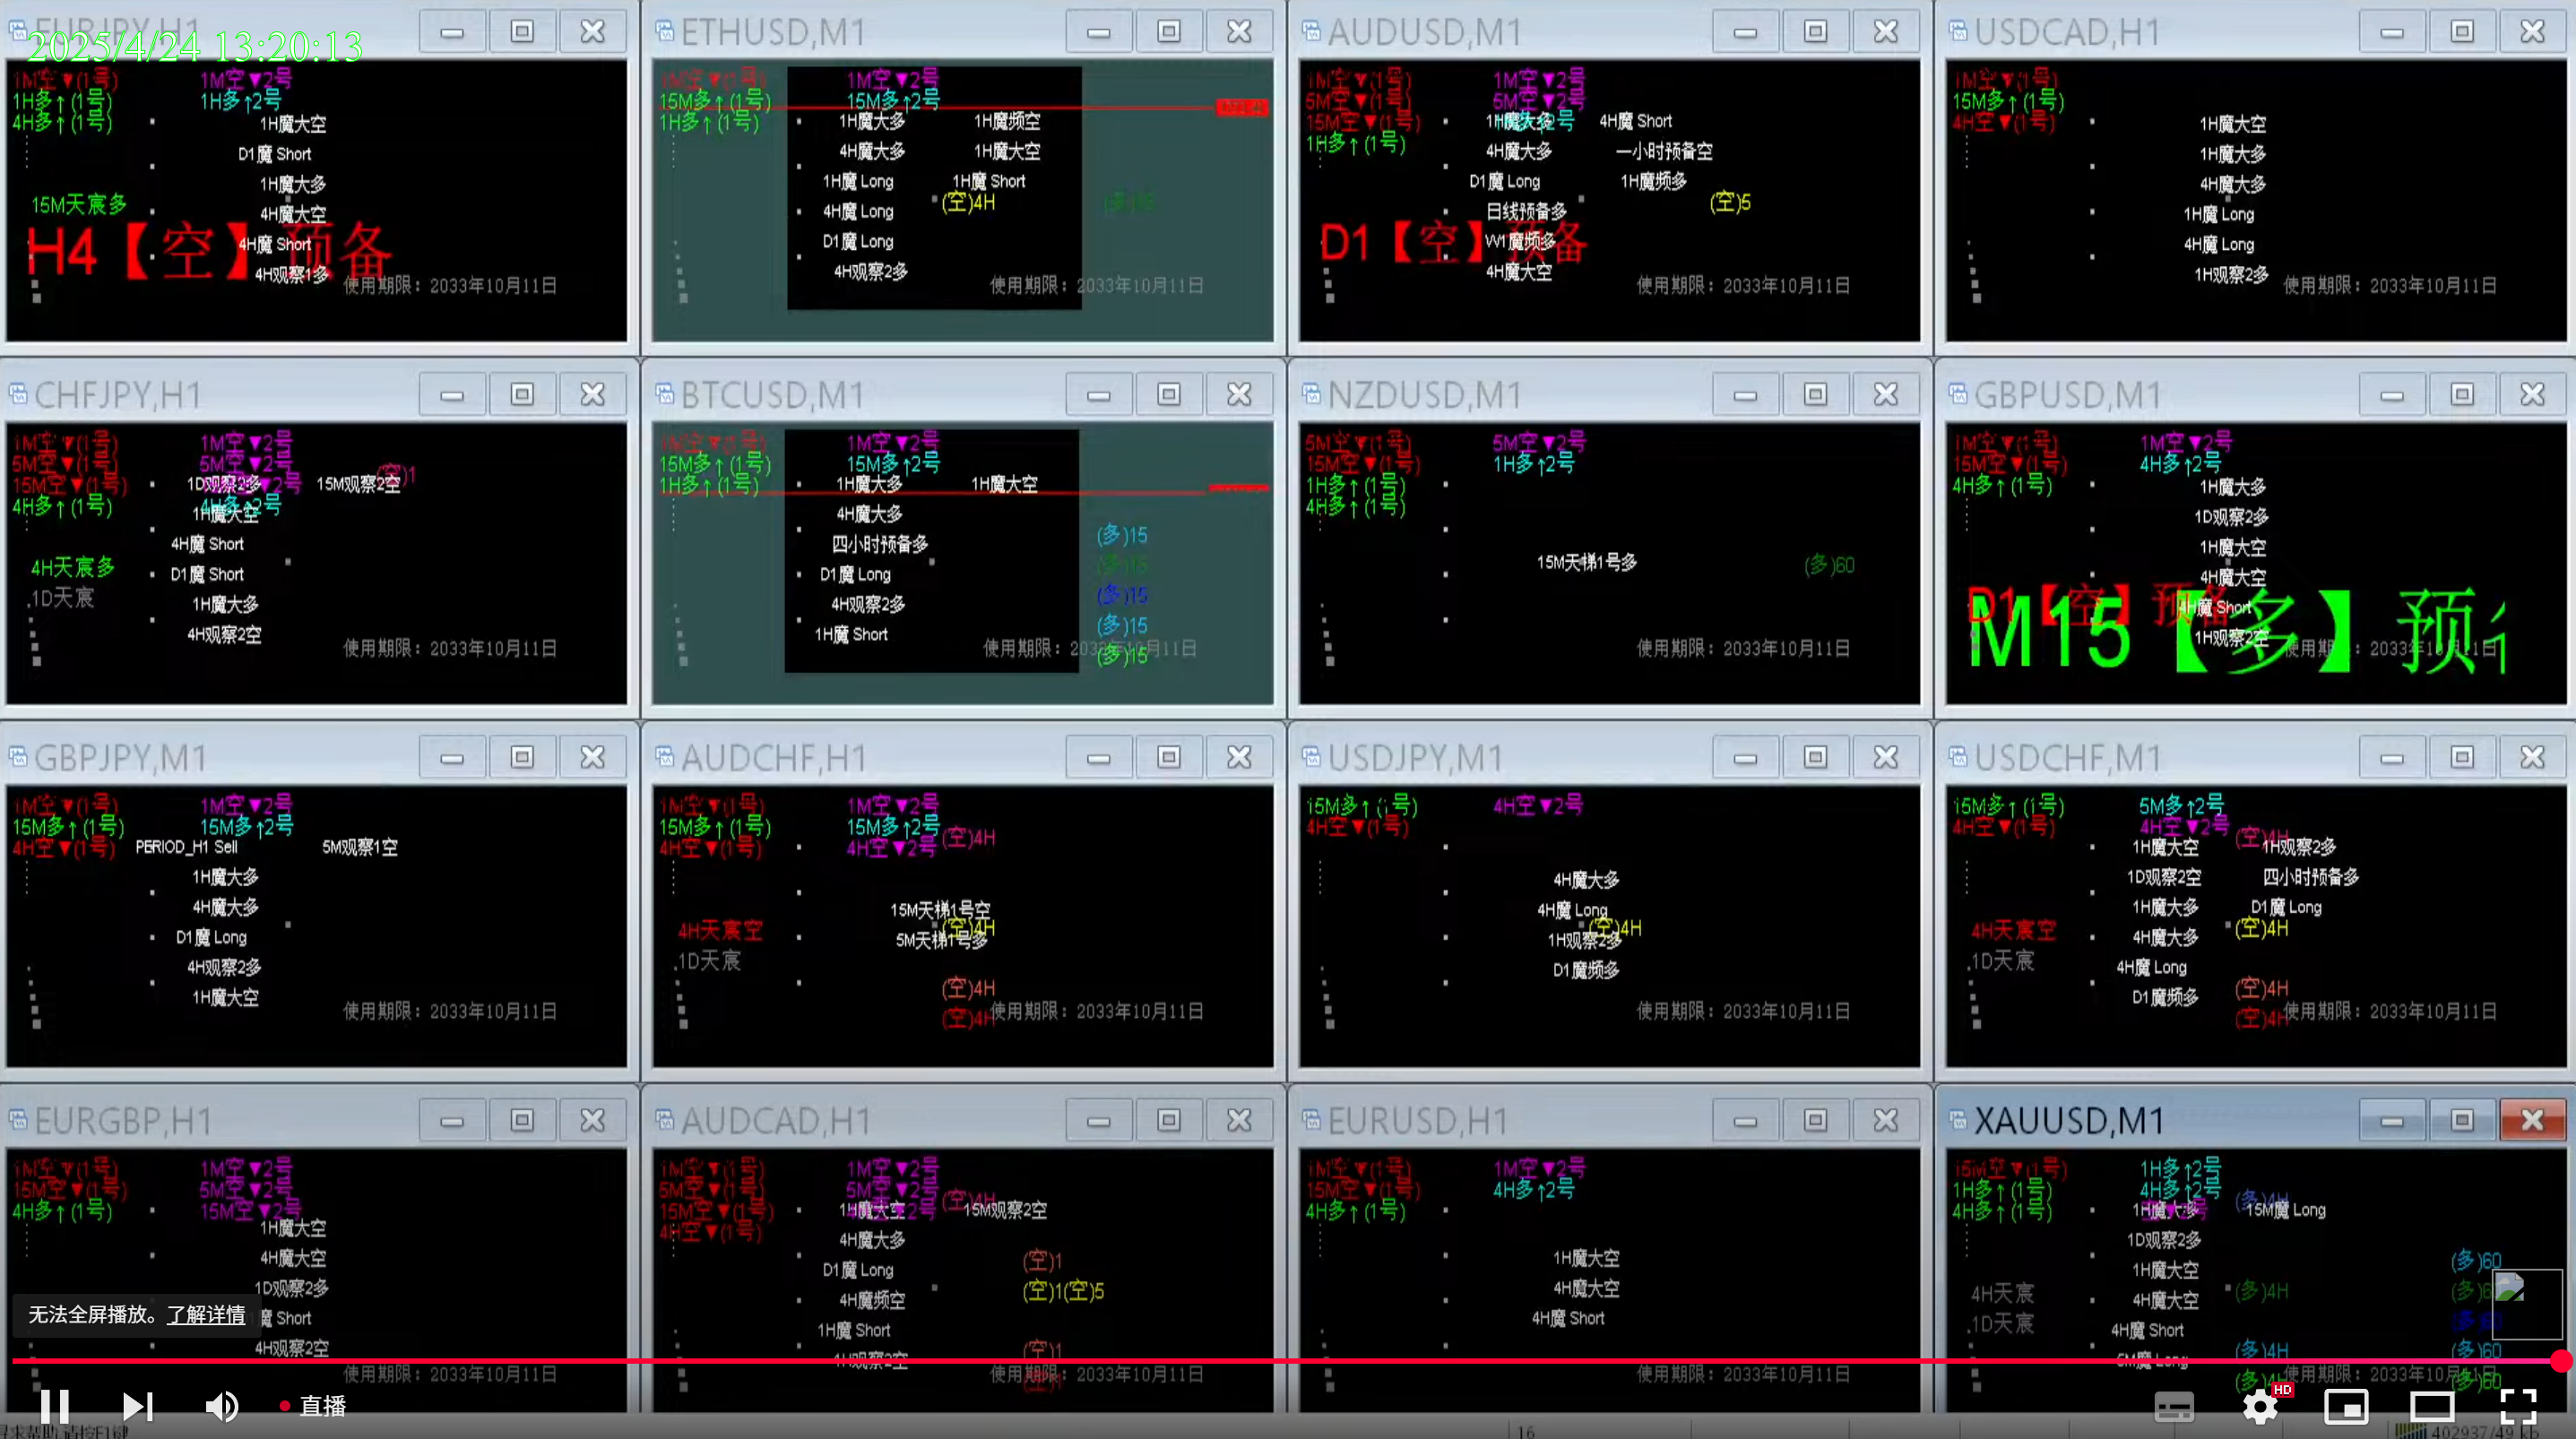 EURJPY,H1
2025/4/24 13:20:13
1M空▼(1号)
1M空▼2号
1H多↑(1号)
1H多↑2号
4H多↑(1号)
1H魔大空
D1魔 Short
1H魔大多
15M天宸多
4H魔大空
H4【空】预备
4H魔 Short
4H观察1多
使用期限：2033年10月11日
ETHUSD,M1
1M空▼(1号)
1M空▼2号
15M多↑(1号)
15M多↑2号
1H多↑(1号)
1H魔大多
1H魔频空
4H魔大多
1H魔大空
1H魔 Long
1H魔 Short
4H魔 Long
(空)4H
D1魔 Long
4H观察2多
使用期限：2033年10月11日
AUDUSD,M1
1M空▼(1号)
1M空▼2号
5M空▼(1号)
5M空▼2号
15M空▼(1号)
1H魔大多
4H魔 Short
1H多↑(1号)
4H魔大多
一小时预备空
D1魔 Long
1H魔频多
日线预备多
(空)5
D1【空】预备
W1魔频多
4H魔大空
使用期限：2033年10月11日
USDCAD,H1
1M空▼(1号)
15M多↑(1号)
4H空▼(1号)
1H魔大空
1H魔大多
4H魔大多
1H魔 Long
4H魔 Long
1H观察2多
使用期限：2033年10月11日
CHFJPY,H1
1M空▼(1号)
1M空▼2号
5M空▼(1号)
5M空▼2号
15M空▼(1号)
1D观察2多
15M观察2空
(空)1
4H多↑(1号)
4H多↑2号
1H魔大空
4H魔 Short
4H天宸多
D1魔 Short
.1D天宸
1H魔大多
4H观察2空
使用期限：2033年10月11日
BTCUSD,M1
1M空▼(1号)
1M空▼2号
15M多↑(1号)
15M多↑2号
1H多↑(1号)
1H魔大多
1H魔大空
4H魔大多
四小时预备多
(多)15
D1魔 Long
(多)15
4H观察2多
(多)15
1H魔 Short
(多)15
(多)15
使用期限：2033年10月11日
NZDUSD,M1
5M空▼(1号)
5M空▼2号
15M空▼(1号)
1H多↑2号
1H多↑(1号)
4H多↑(1号)
15M天梯1号多
(多)60
使用期限：2033年10月11日
GBPUSD,M1
1M空▼(1号)
1M空▼2号
15M空▼(1号)
4H多↑2号
4H多↑(1号)
1H魔大多
1D观察2多
1H魔大空
4H魔大空
D1【空】预备
4H魔 Short
M15【多】预
1H观察2空
使用期限：2033年10月11日
GBPJPY,M1
1M空▼(1号)
1M空▼2号
15M多↑(1号)
15M多↑2号
4H空▼(1号)
PERIOD_H1 Sell
5M观察1空
1H魔大多
4H魔大多
D1魔 Long
4H观察2多
1H魔大空
使用期限：2033年10月11日
AUDCHF,H1
1M空▼(1号)
1M空▼2号
15M多↑(1号)
15M多↑2号
(空)4H
4H空▼(1号)
4H空▼2号
15M天梯1号空
4H天宸空
(空)4H
5M天梯1号多
.1D天宸
(空)4H
(空)4H
使用期限：2033年10月11日
USDJPY,M1
15M多↑(1号)
4H空▼2号
4H空▼(1号)
4H魔大多
4H魔 Long
(空)4H
1H观察2多
D1魔频多
使用期限：2033年10月11日
USDCHF,M1
15M多↑(1号)
5M多↑2号
4H空▼(1号)
4H空▼2号
(空)4H
1H魔大空
1H观察2多
1D观察2空
四小时预备多
1H魔大多
D1魔 Long
4H天宸空
4H魔大多
(空)4H
.1D天宸
4H魔 Long
D1魔频多
(空)4H
(空)4H
使用期限：2033年10月11日
EURGBP,H1
1M空▼(1号)
1M空▼2号
15M空▼(1号)
5M空▼2号
4H多↑(1号)
15M空▼2号
1H魔大空
4H魔大空
1D观察2多
魔 Short
4H观察2空
使用期限：2033年10月11日
AUDCAD,H1
1M空▼(1号)
1M空▼2号
5M空▼(1号)
5M空▼2号
(空)4H
15M空▼(1号)
1H魔大空
15M观察2空
4H空▼(1号)
4H魔大多
D1魔 Long
(空)1
4H魔频空
(空)1(空)5
1H魔 Short
1H观察2空
(空)1
使用期限：2033年10月11日
EURUSD,H1
1M空▼(1号)
1M空▼2号
15M空▼(1号)
4H多↑2号
4H多↑(1号)
1H魔大空
4H魔大空
4H魔 Short
使用期限：2033年10月11日
XAUUSD,M1
15M空▼(1号)
1H多↑2号
1H多↑(1号)
4H多↑2号
(多)4H
4H多↑(1号)
1H魔大多
15M魔 Long
1D观察2多
1H魔大空
(多)60
4H天宸
4H魔大空
(多)4H
.1D天宸
4H魔 Short
5M魔 Long
(多)4H
(多)60
(多)60
使用期限：2033年10月11日
无法全屏播放。了解详情
直播
HD
16
402937/49 kb